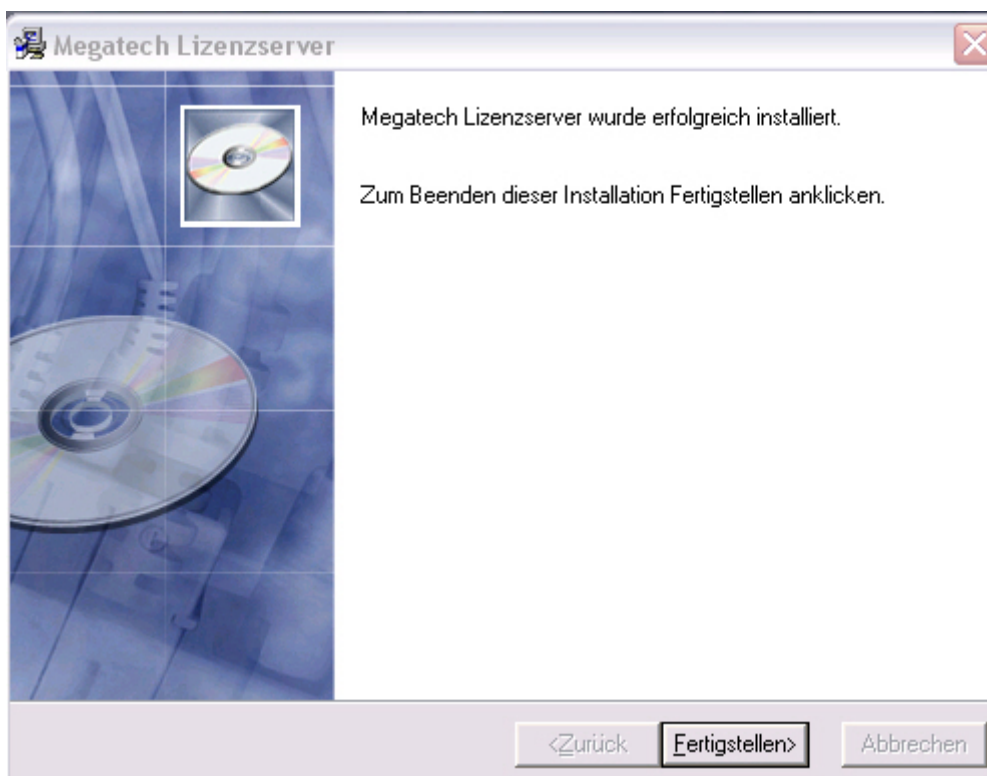 Megatech Lizenzserver
Megatech Lizenzserver wurde erfolgreich installiert.
Zum Beenden dieser Installation Fertigstellen anklicken.
<Zurück
Fertigstellen>
Abbrechen